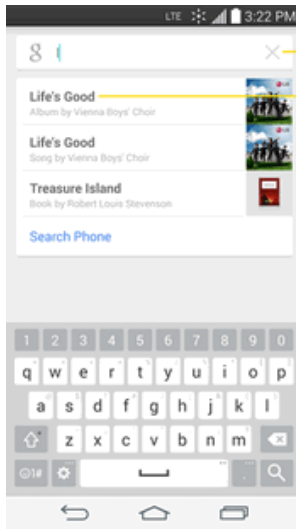 LTE 3:22 PM
g l
Life's Good
Album by Vienna Boys' Choir
Life's Good
Song by Vienna Boys' Choir
Treasure Island
Book by Robert Louis Stevenson
Search Phone
1 2 3 4 5 6 7 8 9 0
q w e r t y u i o p
a s d f g h j k l
z x c v b n m
☺1# .